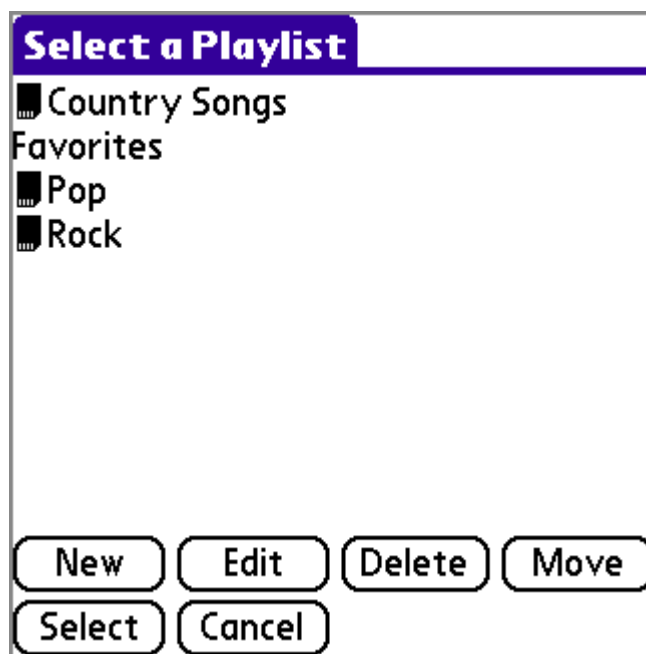 Select a Playlist
Country Songs
Favorites
Pop
Rock
New Edit Delete Move
Select Cancel